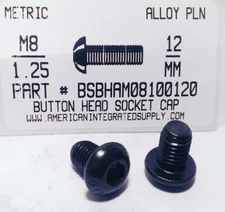 METRIC ALLOY PLN
M8 12
1.25 MM
PART # BSBHAM08100120
BUTTON HEAD SOCKET CAP
WWW.AMERICANINTEGRATEDSUPPLY.COM